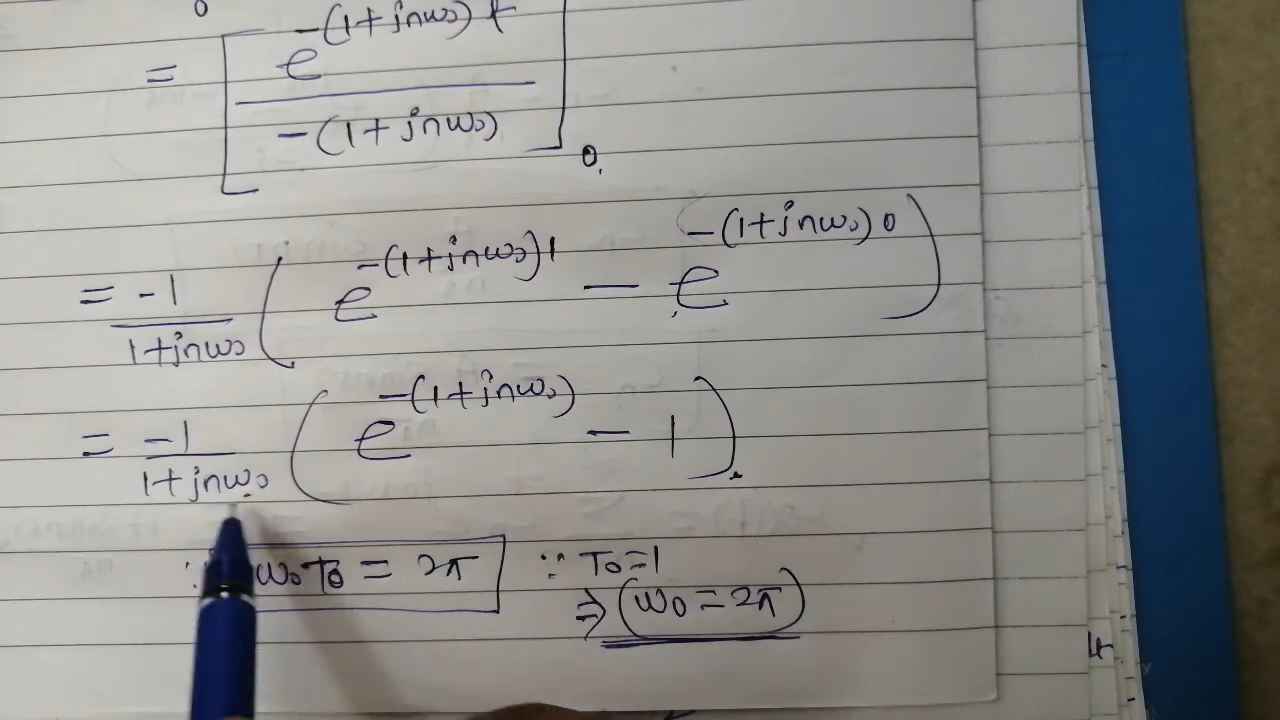 0
= [ e^-(1+jnω₀)t / -(1+jnω₀) ]₀
= -1/1+jnω₀ ( e^-(1+jnω₀)1 - e^-(1+jnω₀)0 )
= -1/1+jnω₀ ( e^-(1+jnω₀) - 1 ).
ω₀T₀ = 2π ∵ T₀=1
⇒ (ω₀ = 2π)